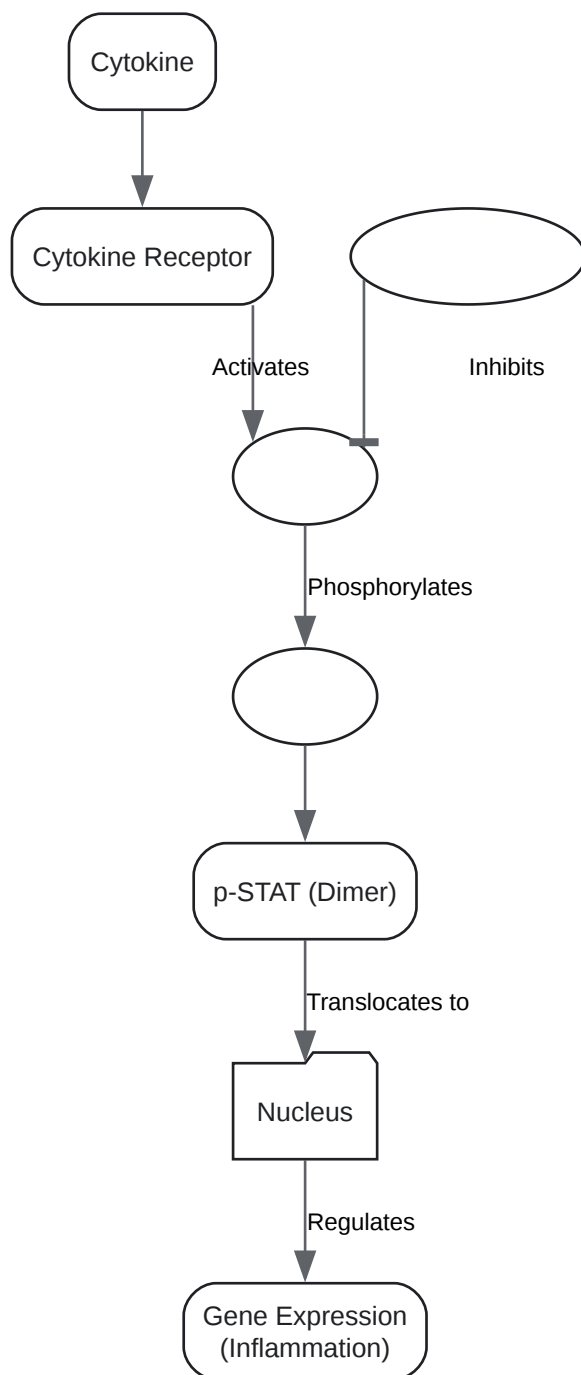 Cytokine
Cytokine Receptor
Activates
Inhibits
Phosphorylates
p-STAT (Dimer)
Translocates to
Nucleus
Regulates
Gene Expression
(Inflammation)